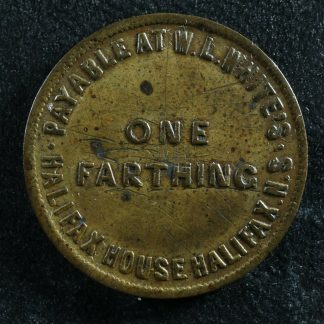 · PAYABLE AT W.L. WHITE'S ·
HALIFAX HOUSE HALIFAX. N.S
ONE
FARTHING